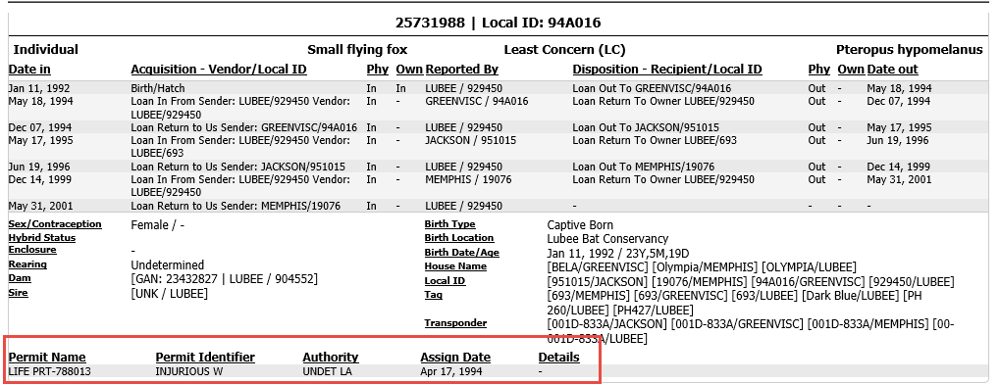 25731988 | Local ID: 94A016
Individual Small flying fox Least Concern (LC) Pteropus hypomelanus
Date in Acquisition - Vendor/Local ID Phy Own Reported By Disposition - Recipient/Local ID Phy Own Date out
Jan 11, 1992 Birth/Hatch In In LUBEE / 929450 Loan Out To GREENVISC/94A016 Out - May 18, 1994
May 18, 1994 Loan In From Sender: LUBEE/929450 Vendor: In - GREENVISC / 94A016 Loan Return To Owner LUBEE/929450 Out - Dec 07, 1994
LUBEE/929450
Dec 07, 1994 Loan Return to Us Sender: GREENVISC/94A016 In - LUBEE / 929450 Loan Out To JACKSON/951015 Out - May 17, 1995
May 17, 1995 Loan In From Sender: LUBEE/929450 Vendor: In - JACKSON / 951015 Loan Return To Owner LUBEE/693 Out - Jun 19, 1996
LUBEE/693
Jun 19, 1996 Loan Return to Us Sender: JACKSON/951015 In - LUBEE / 929450 Loan Out To MEMPHIS/19076 Out - Dec 14, 1999
Dec 14, 1999 Loan In From Sender: LUBEE/929450 Vendor: In - MEMPHIS / 19076 Loan Return To Owner LUBEE/929450 Out - May 31, 2001
LUBEE/929450
May 31, 2001 Loan Return to Us Sender: MEMPHIS/19076 In - LUBEE / 929450 - - - -
Sex/Contraception Female / - Birth Type Captive Born
Hybrid Status Birth Location Lubee Bat Conservancy
Enclosure - Birth Date/Age Jan 11, 1992 / 23Y,5M,19D
Rearing Undetermined House Name [BELA/GREENVISC] [Olympia/MEMPHIS] [OLYMPIA/LUBEE]
Dam [GAN: 23432827 | LUBEE / 904552] Local ID [951015/JACKSON] [19076/MEMPHIS] [94A016/GREENVISC] [929450/LUBEE]
Sire [UNK / LUBEE] Tag [693/MEMPHIS] [693/GREENVISC] [693/LUBEE] [Dark Blue/LUBEE] [PH
260/LUBEE] [PH427/LUBEE]
Transponder [001D-833A/JACKSON] [001D-833A/GREENVISC] [001D-833A/MEMPHIS] [00-
001D-833A/LUBEE]
Permit Name Permit Identifier Authority Assign Date Details
LIFE PRT-788013 INJURIOUS W UNDET LA Apr 17, 1994 -